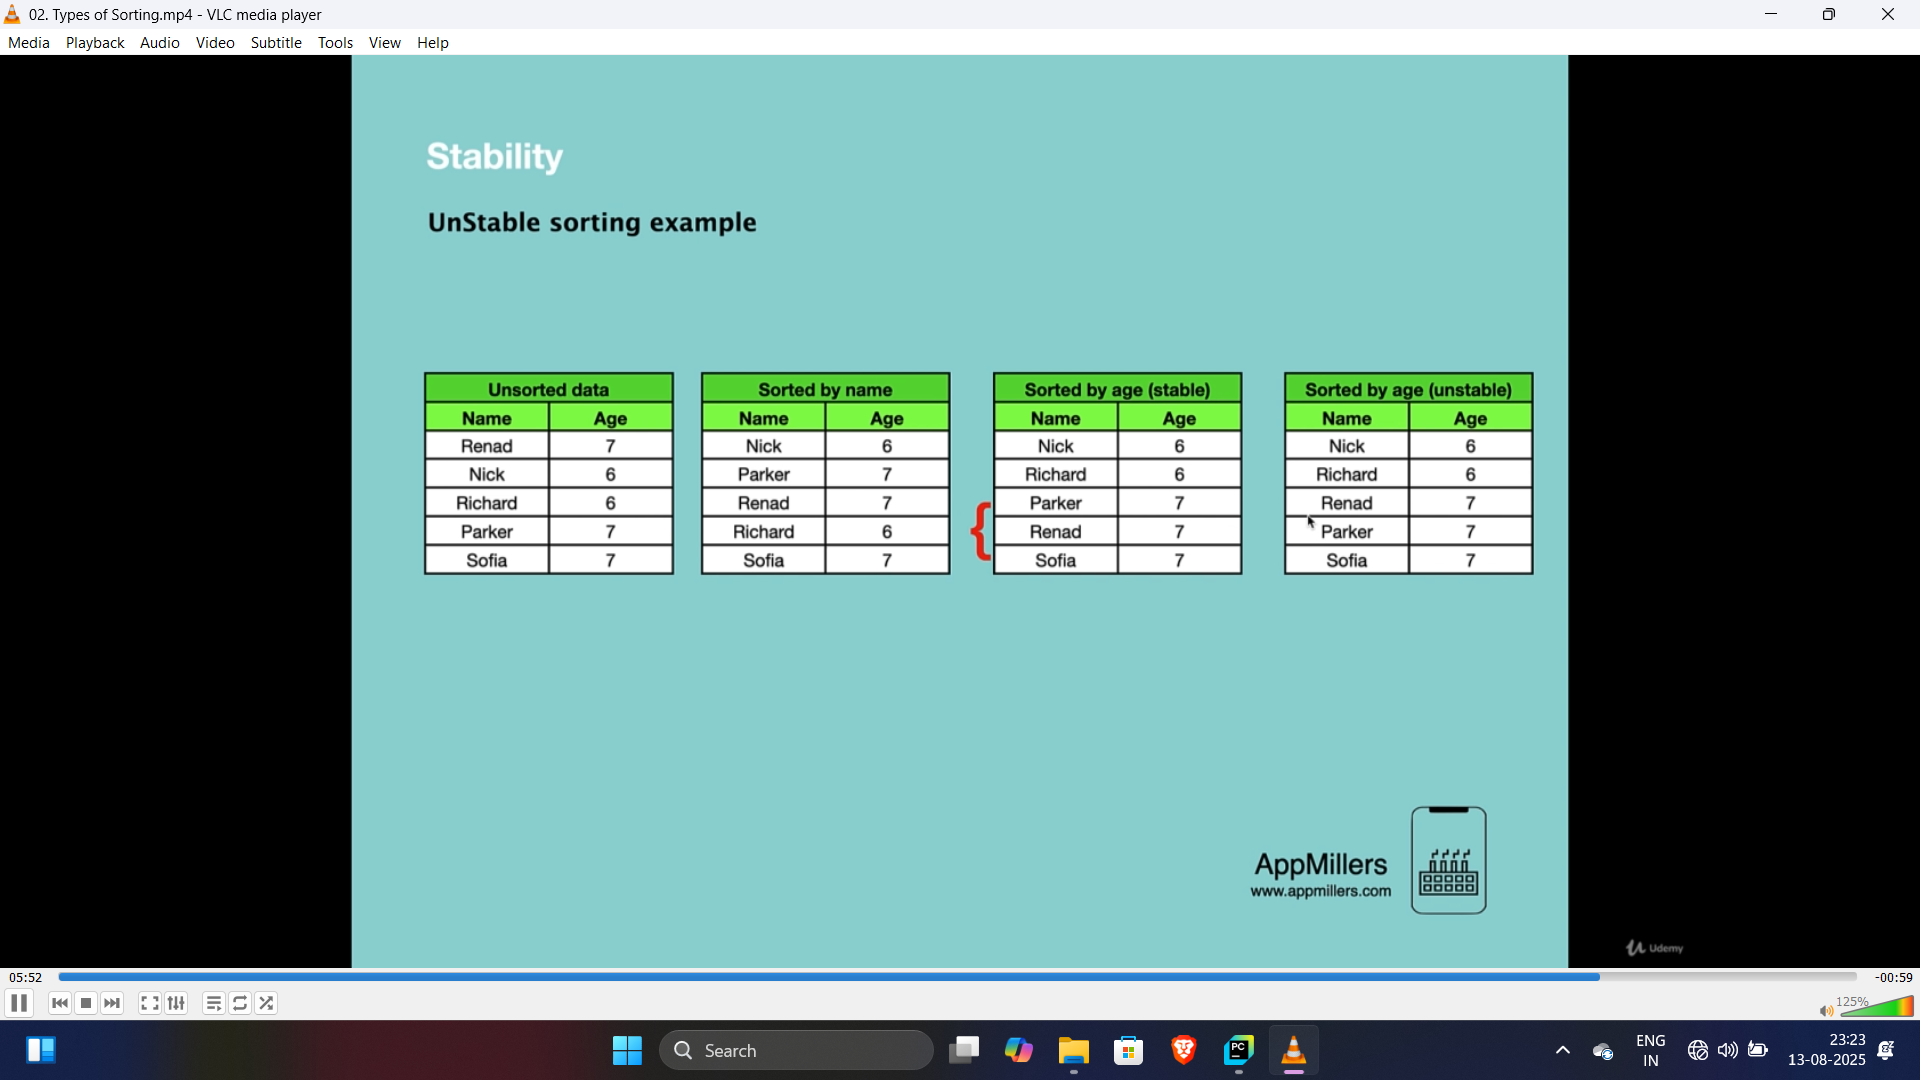 02. Types of Sorting.mp4 - VLC media player
Media Playback Audio Video Subtitle Tools View Help
Stability
UnStable sorting example
Unsorted data
Name Age
Renad 7
Nick 6
Richard 6
Parker 7
Sofia 7
Sorted by name
Name Age
Nick 6
Parker 7
Renad 7
Richard 6
Sofia 7
Sorted by age (stable)
Name Age
Nick 6
Richard 6
{ Parker 7
Renad 7
Sofia 7
Sorted by age (unstable)
Name Age
Nick 6
Richard 6
Renad 7
Parker 7
Sofia 7
AppMillers
www.appmillers.com
Udemy
05:52 -00:59
125%
Search
PC
ENG
IN
23:23
13-08-2025